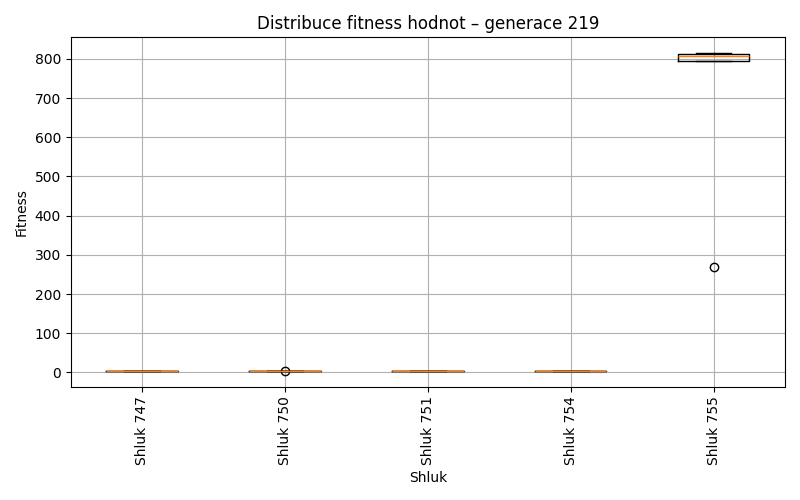 Distribuce fitness hodnot – generace 219
800
700
600
500
400
300
200
100
0
Fitness
Shluk 747
Shluk 750
Shluk 751
Shluk 754
Shluk 755
Shluk